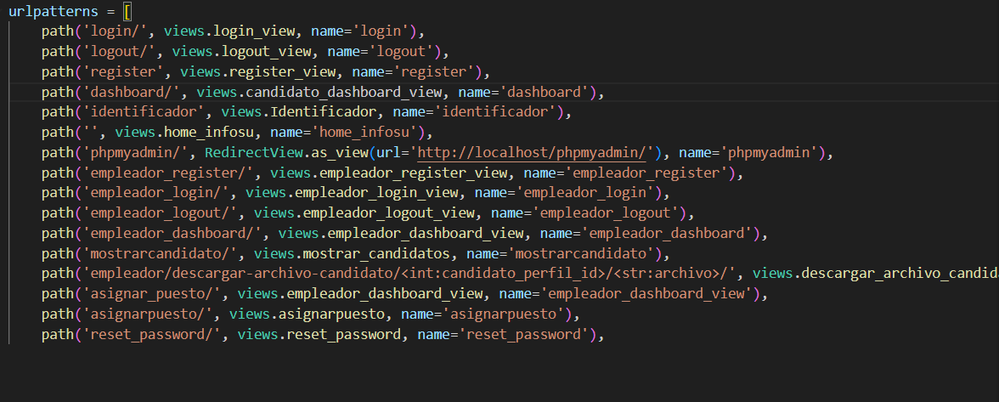 urlpatterns = [
path('login/', views.login_view, name='login'),
path('logout/', views.logout_view, name='logout'),
path('register', views.register_view, name='register'),
path('dashboard/', views.candidato_dashboard_view, name='dashboard'),
path('identificador', views.Identificador, name='identificador'),
path('', views.home_infosu, name='home_infosu'),
path('phpmyadmin/', RedirectView.as_view(url='http://localhost/phpmyadmin/'), name='phpmyadmin'),
path('empleador_register/', views.empleador_register_view, name='empleador_register'),
path('empleador_login/', views.empleador_login_view, name='empleador_login'),
path('empleador_logout/', views.empleador_logout_view, name='empleador_logout'),
path('empleador_dashboard/', views.empleador_dashboard_view, name='empleador_dashboard'),
path('mostrarcandidato/', views.mostrar_candidatos, name='mostrarcandidato'),
path('empleador/descargar-archivo-candidato/<int:candidato_perfil_id>/<str:archivo>/', views.descargar_archivo_candid
path('asignar_puesto/', views.empleador_dashboard_view, name='empleador_dashboard_view'),
path('asignarpuesto/', views.asignarpuesto, name='asignarpuesto'),
path('reset_password/', views.reset_password, name='reset_password'),